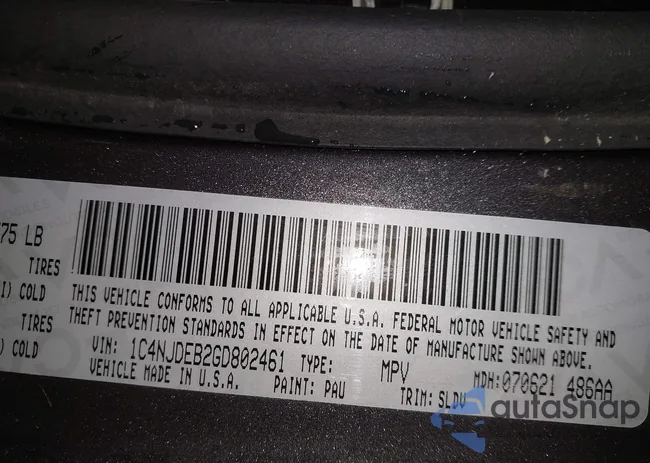 75 LB
TIRES
I) COLD
THIS VEHICLE CONFORMS TO ALL APPLICABLE U.S.A. FEDERAL MOTOR VEHICLE SAFETY AND
TIRES
THEFT PREVENTION STANDARDS IN EFFECT ON THE DATE OF MANUFACTURE SHOWN ABOVE.
) COLD
VIN: 1C4NJDEB2GD802461 TYPE: MPV MDH:070621 486AA
VEHICLE MADE IN U.S.A. PAINT: PAU TRIM: SLDV
autoSnap